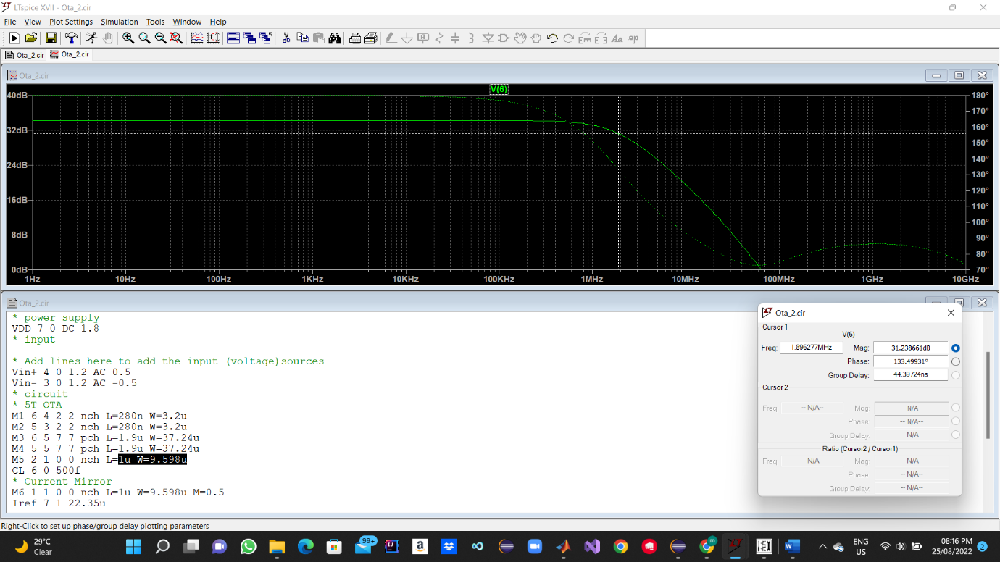 LTspice XVII - Ota_2.cir
File View Plot Settings Simulation Tools Window Help
Ota_2.cir Ota_2.cir
Ota_2.cir
V(6)
40dB 180°
170°
32dB 160°
150°
24dB 140°
130°
120°
16dB 110°
100°
8dB 90°
80°
0dB 70°
1Hz 10Hz 100Hz 1KHz 10KHz 100KHz 1MHz 10MHz 100MHz 1GHz 10GHz
Ota_2.cir
* power supply
VDD 7 0 DC 1.8
* input
* Add lines here to add the input (voltage)sources
Vin+ 4 0 1.2 AC 0.5
Vin- 3 0 1.2 AC -0.5
* circuit
* 5T OTA
M1 6 4 2 2 nch L=280n W=3.2u
M2 5 3 2 2 nch L=280n W=3.2u
M3 6 5 7 7 pch L=1.9u W=37.24u
M4 5 5 7 7 pch L=1.9u W=37.24u
M5 2 1 0 0 nch L=1u W=9.598u
CL 6 0 500f
* Current Mirror
M6 1 1 0 0 nch L=1u W=9.598u M=0.5
Iref 7 1 22.35u
Ota_2.cir
Cursor 1
V(6)
Freq: 1.896277MHz Mag: 31.238661dB
Phase: 133.49931°
Group Delay: 44.39724ns
Cursor 2
Freq: -- N/A-- Mag: -- N/A--
Phase: -- N/A--
Group Delay: -- N/A--
Ratio (Cursor2 / Cursor1)
Freq: -- N/A-- Mag: -- N/A--
Phase: -- N/A--
Group Delay: -- N/A--
Right-Click to set up phase/group delay plotting parameters
29°C
Clear
99+
ENG
US
08:16 PM
25/08/2022
2